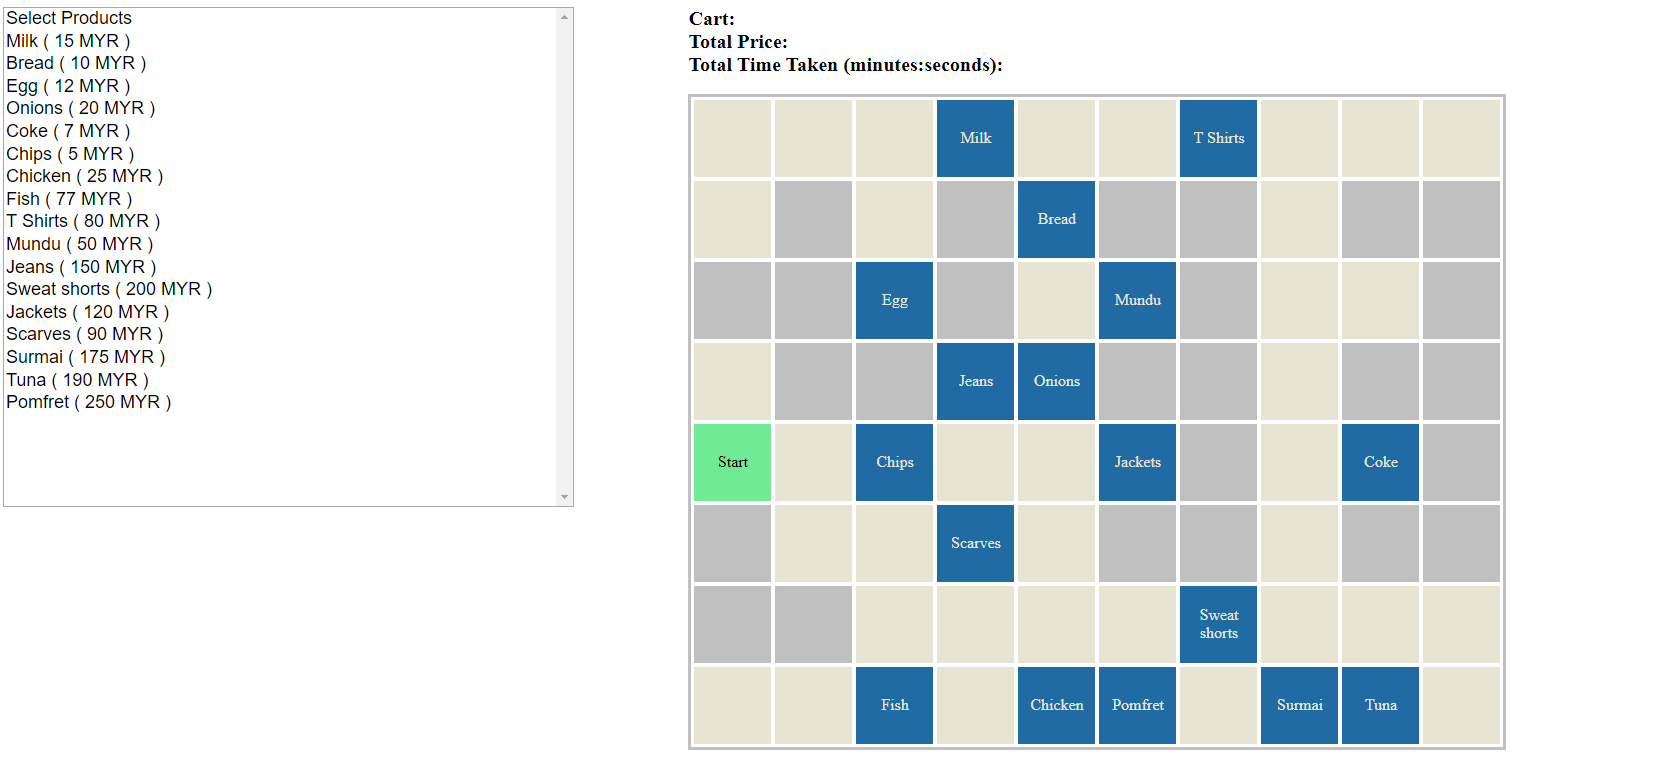 Select Products
Milk ( 15 MYR )
Bread ( 10 MYR )
Egg ( 12 MYR )
Onions ( 20 MYR )
Coke ( 7 MYR )
Chips ( 5 MYR )
Chicken ( 25 MYR )
Fish ( 77 MYR )
T Shirts ( 80 MYR )
Mundu ( 50 MYR )
Jeans ( 150 MYR )
Sweat shorts ( 200 MYR )
Jackets ( 120 MYR )
Scarves ( 90 MYR )
Surmai ( 175 MYR )
Tuna ( 190 MYR )
Pomfret ( 250 MYR )
Cart:
Total Price:
Total Time Taken (minutes:seconds):
Milk T Shirts
Bread
Egg Mundu
Jeans Onions
Start Chips Jackets Coke
Scarves
Sweat
shorts
Fish Chicken Pomfret Surmai Tuna